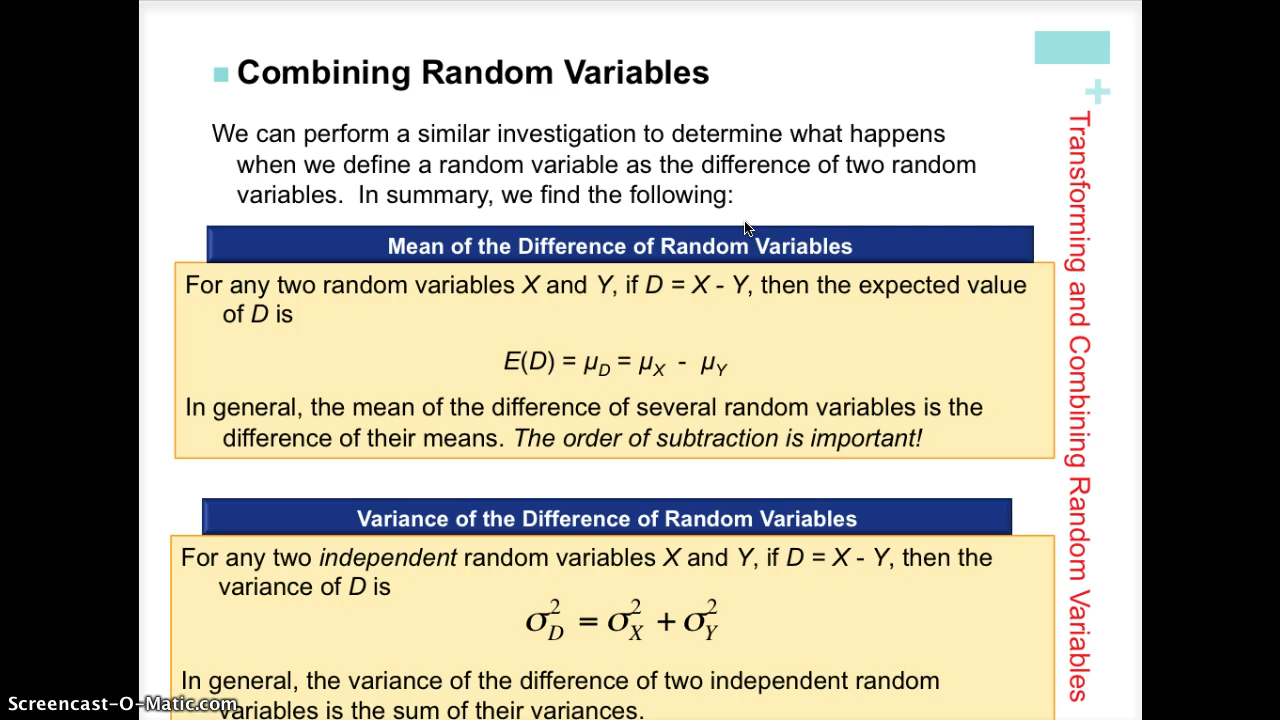 Combining Random Variables
We can perform a similar investigation to determine what happens
when we define a random variable as the difference of two random
variables.  In summary, we find the following:
Mean of the Difference of Random Variables
For any two random variables X and Y, if D = X - Y, then the expected value
of D is
E(D) = μ_D = μ_X - μ_Y
In general, the mean of the difference of several random variables is the
difference of their means. The order of subtraction is important!
Variance of the Difference of Random Variables
For any two independent random variables X and Y, if D = X - Y, then the
variance of D is
σ²_D = σ²_X + σ²_Y
In general, the variance of the difference of two independent random
variables is the sum of their variances.
+
Transforming and Combining Random Variables
Screencast-O-Matic.com